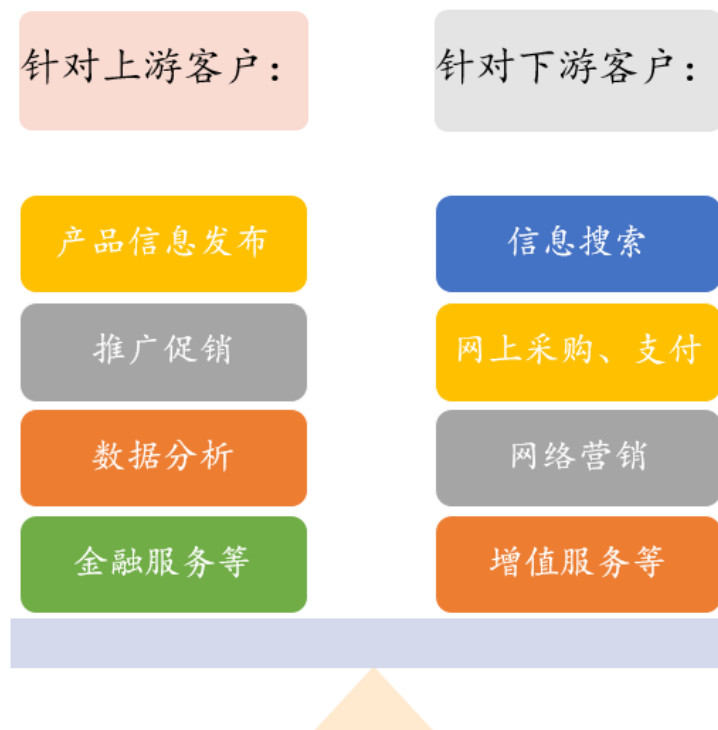 针对上游客户：
针对下游客户：
产品信息发布
信息搜索
推广促销
网上采购、支付
数据分析
网络营销
金融服务等
增值服务等